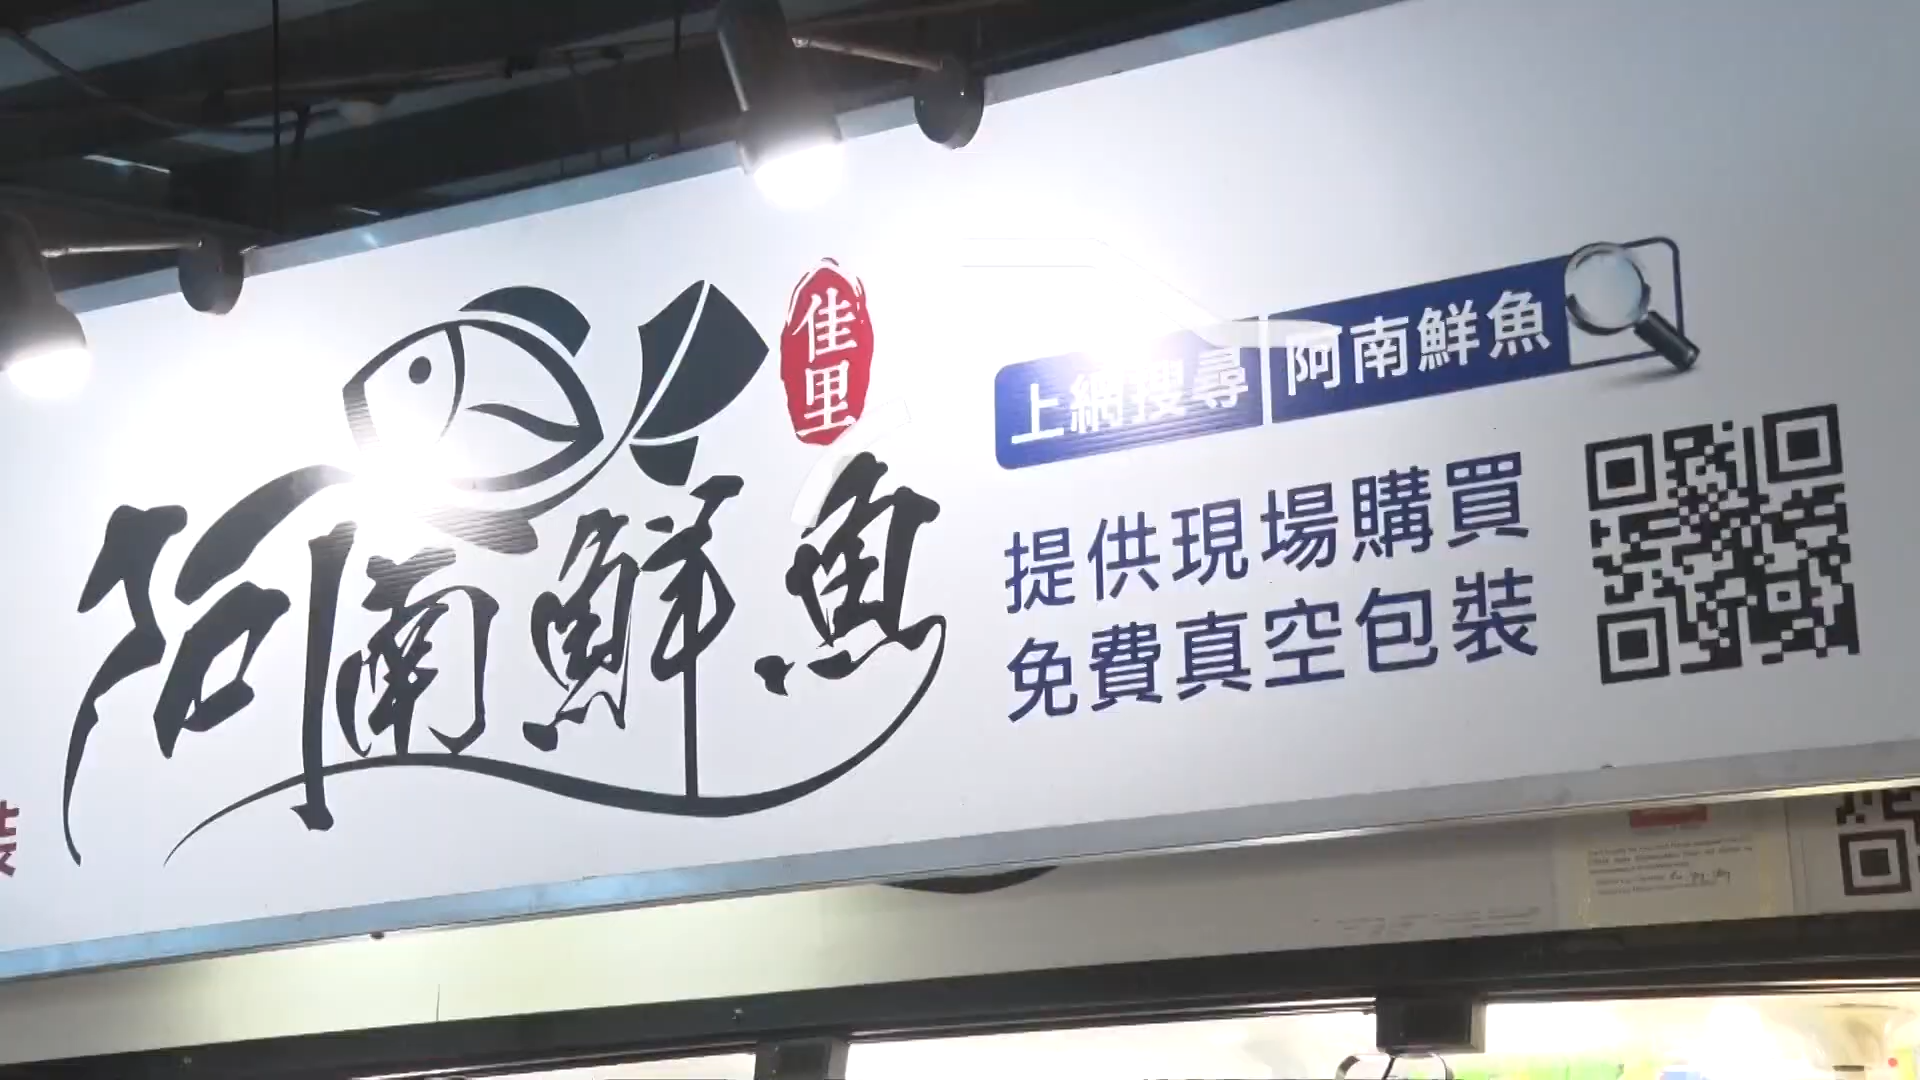 佳里
阿南鮮魚
上網搜尋 阿南鮮魚
提供現場購買
免費真空包裝